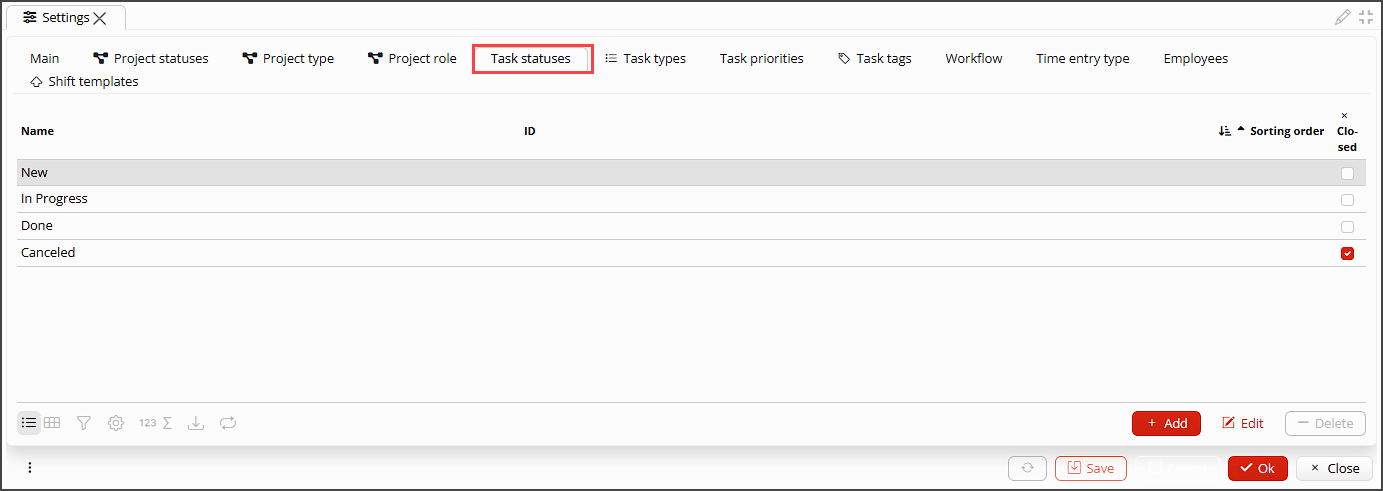 Settings
Main Project statuses Project type Project role Task statuses Task types Task priorities Task tags Workflow Time entry type Employees
Shift templates
Name ID Sorting order Clo-
sed
New
In Progress
Done
Canceled
123 Σ + Add Edit Delete
Save Ok Close